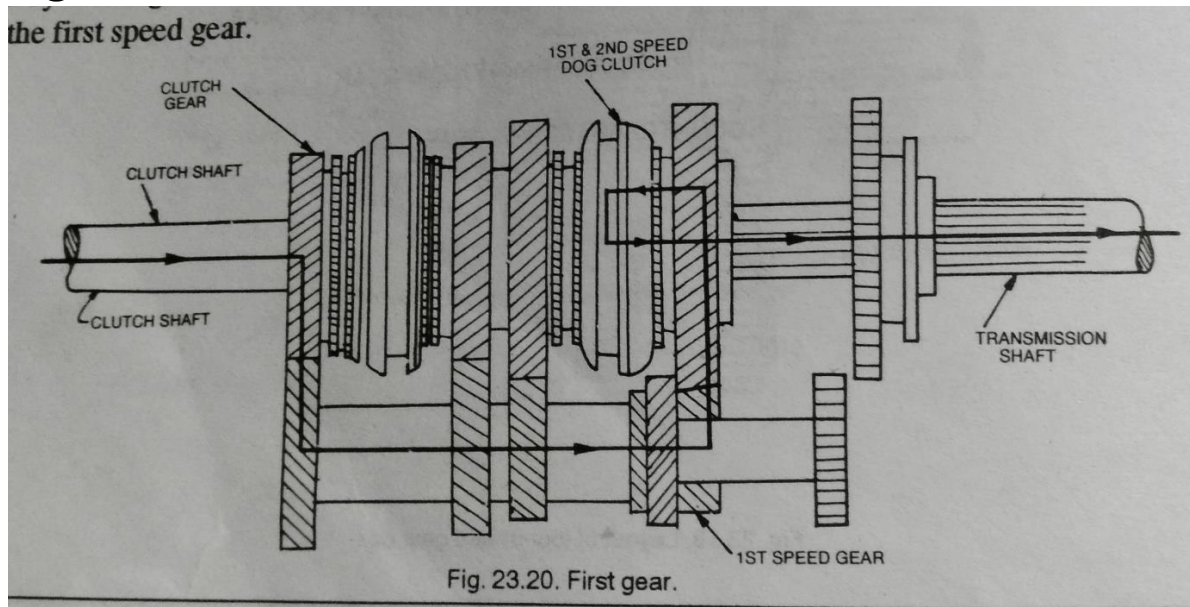 the first speed gear.
1ST & 2ND SPEED
DOG CLUTCH
CLUTCH
GEAR
CLUTCH SHAFT
CLUTCH SHAFT
TRANSMISSION
SHAFT
1ST SPEED GEAR
Fig. 23.20. First gear.